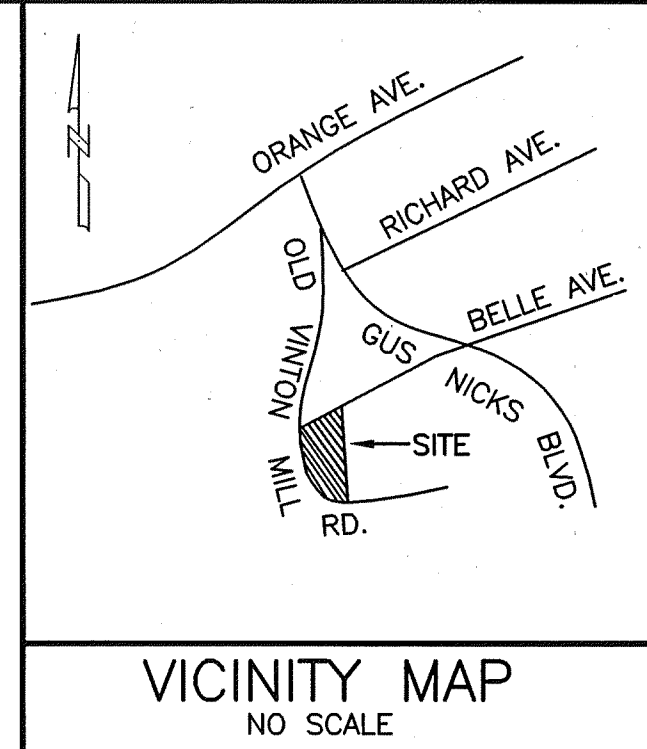 N
ORANGE AVE.
RICHARD AVE.
BELLE AVE.
OLD VINTON MILL RD.
GUS NICKS BLVD.
SITE
VICINITY MAP
NO SCALE